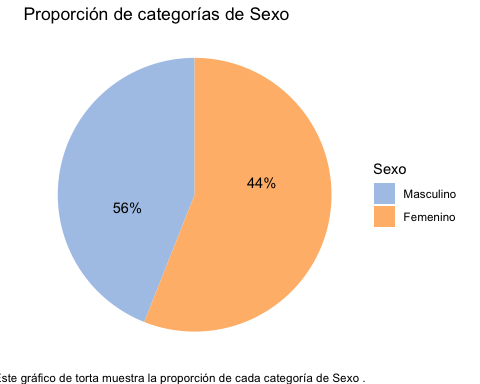 Proporción de categorías de Sexo
44%
56%
Sexo
Masculino
Femenino
Este gráfico de torta muestra la proporción de cada categoría de Sexo .